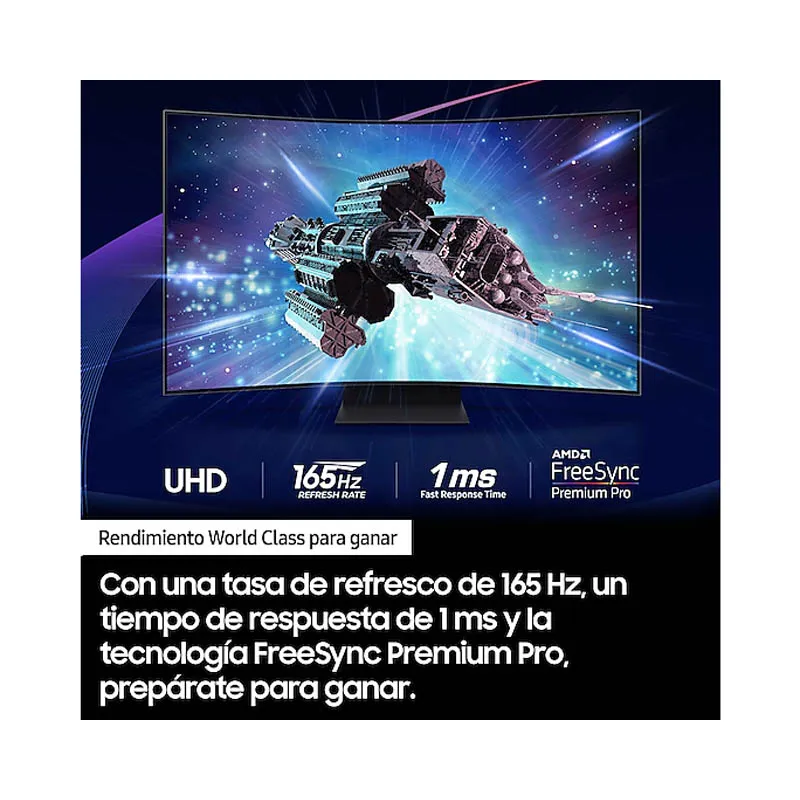 UHD
165Hz
REFRESH RATE
1ms
Fast Response Time
AMD
FreeSync
Premium Pro
Rendimiento World Class para ganar
Con una tasa de refresco de 165 Hz, un
tiempo de respuesta de 1 ms y la
tecnología FreeSync Premium Pro,
prepárate para ganar.